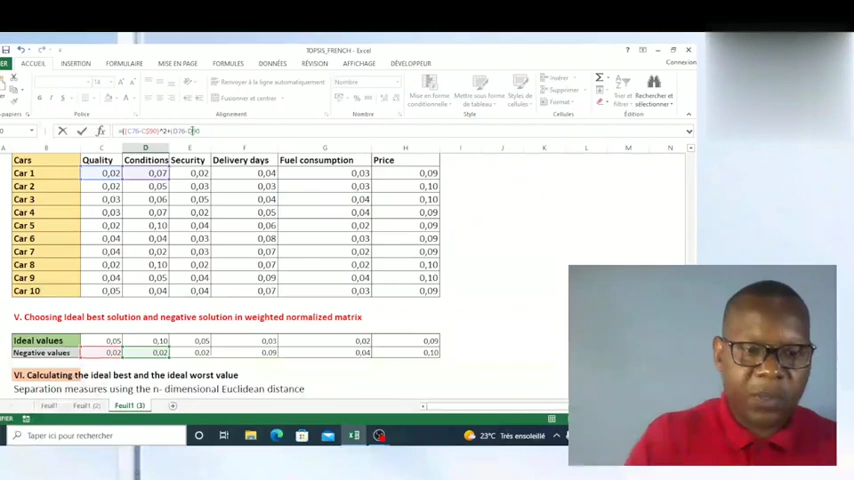 TOPSIS_FRENCH - Excel
ACCUEIL INSERTION FORMULAIRE MISE EN PAGE FORMULES DONNÉES RÉVISION AFFICHAGE DÉVELOPPEUR
Connexion
14
Renvoyer à la ligne automatiquement
Nombre
Insérer
Supprimer
Format
G K S
Fusionner et centrer
Mise en forme conditionnelle
Mettre sous forme de tableau
Styles de cellules
Trier et filtrer
Rechercher et sélectionner
Presse-papiers
Police
Alignement
Nombre
Style
Cellules
Édition
B C D E F G H I J K L M N
Cars Quality Conditions Security Delivery days Fuel consumption Price
Car 1 0,02 0,07 0,02 0,04 0,03 0,09
Car 2 0,02 0,05 0,03 0,03 0,03 0,10
Car 3 0,03 0,06 0,05 0,04 0,04 0,10
Car 4 0,03 0,07 0,02 0,05 0,03 0,09
Car 5 0,02 0,10 0,04 0,06 0,02 0,09
Car 6 0,04 0,04 0,03 0,08 0,03 0,09
Car 7 0,04 0,02 0,03 0,07 0,02 0,09
Car 8 0,02 0,10 0,03 0,07 0,02 0,10
Car 9 0,04 0,05 0,04 0,09 0,04 0,10
Car 10 0,05 0,04 0,04 0,07 0,03 0,09
V. Choosing Ideal best solution and negative solution in weighted normalized matrix
Ideal values 0,05 0,10 0,05 0,03 0,02 0,09
Negative values 0,02 0,02 0,02 0,09 0,04 0,10
VI. Calculating the ideal best and the ideal worst value
Separation measures using the n- dimensional Euclidean distance
Feuil1 Feuil1 (2) Feuil1 (3)
Taper ici pour rechercher
23°C Très ensoleillé